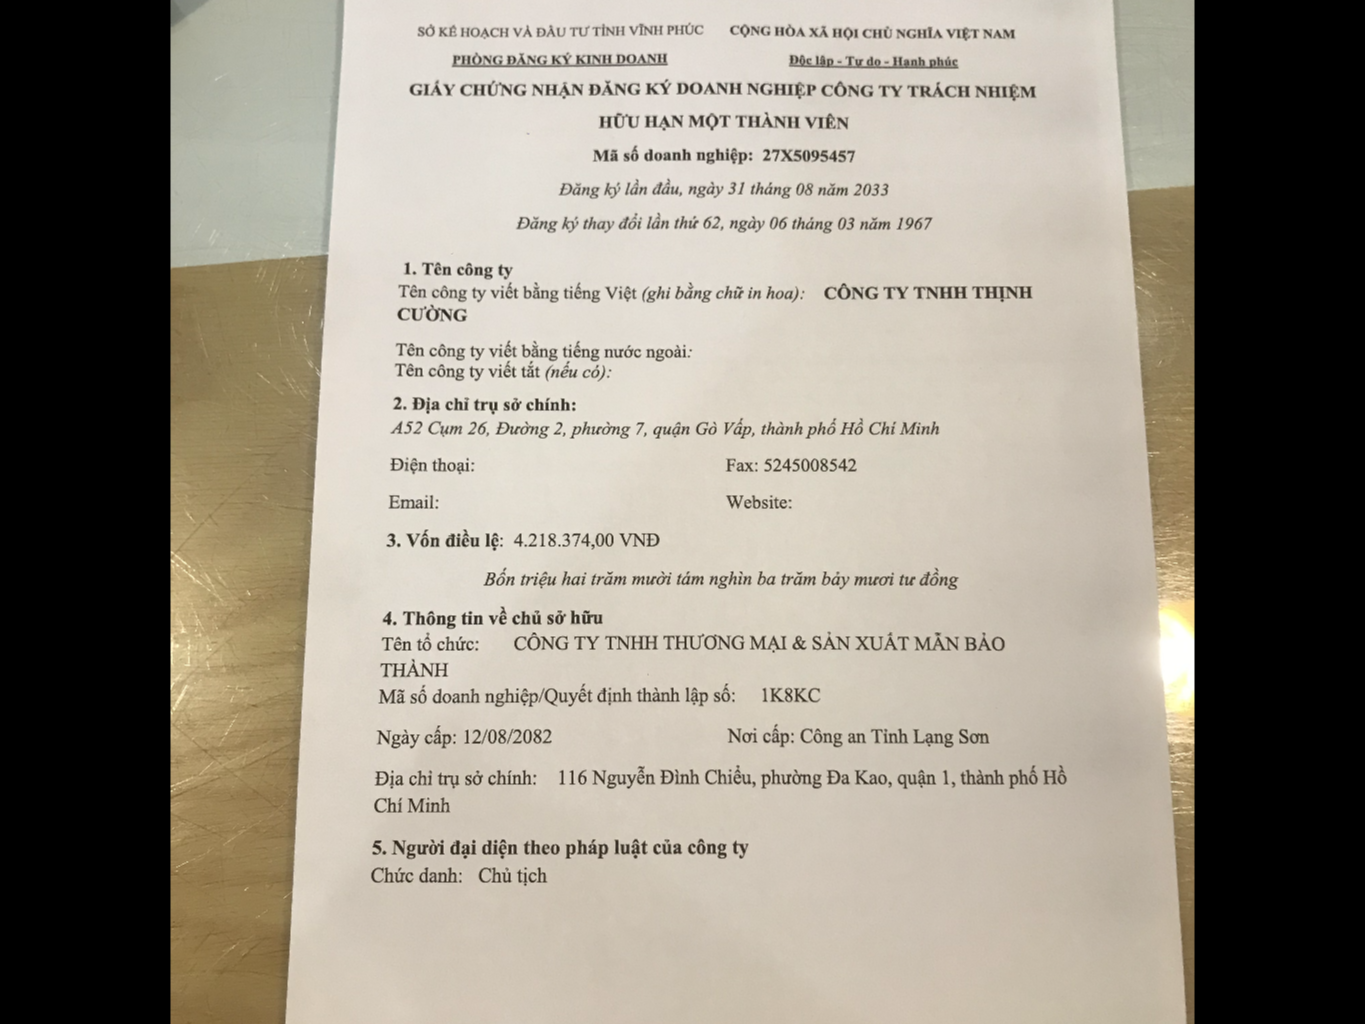 SỞ KẾ HOẠCH VÀ ĐẦU TƯ TỈNH VĨNH PHÚC CỘNG HÒA XÃ HỘI CHỦ NGHĨA VIỆT NAM
PHÒNG ĐĂNG KÝ KINH DOANH Độc lập - Tự do - Hạnh phúc
GIẤY CHỨNG NHẬN ĐĂNG KÝ DOANH NGHIỆP CÔNG TY TRÁCH NHIỆM
HỮU HẠN MỘT THÀNH VIÊN
Mã số doanh nghiệp: 27X5095457
Đăng ký lần đầu, ngày 31 tháng 08 năm 2033
Đăng ký thay đổi lần thứ 62, ngày 06 tháng 03 năm 1967
1. Tên công ty
Tên công ty viết bằng tiếng Việt (ghi bằng chữ in hoa): CÔNG TY TNHH THỊNH
CƯỜNG
Tên công ty viết bằng tiếng nước ngoài:
Tên công ty viết tắt (nếu có):
2. Địa chỉ trụ sở chính:
A52 Cụm 26, Đường 2, phường 7, quận Gò Vấp, thành phố Hồ Chí Minh
Điện thoại: Fax: 5245008542
Email: Website:
3. Vốn điều lệ: 4.218.374,00 VNĐ
Bốn triệu hai trăm mười tám nghìn ba trăm bảy mươi tư đồng
4. Thông tin về chủ sở hữu
Tên tổ chức: CÔNG TY TNHH THƯƠNG MẠI & SẢN XUẤT MẪN BẢO
THÀNH
Mã số doanh nghiệp/Quyết định thành lập số: 1K8KC
Ngày cấp: 12/08/2082 Nơi cấp: Công an Tỉnh Lạng Sơn
Địa chỉ trụ sở chính: 116 Nguyễn Đình Chiểu, phường Đa Kao, quận 1, thành phố Hồ
Chí Minh
5. Người đại diện theo pháp luật của công ty
Chức danh: Chủ tịch